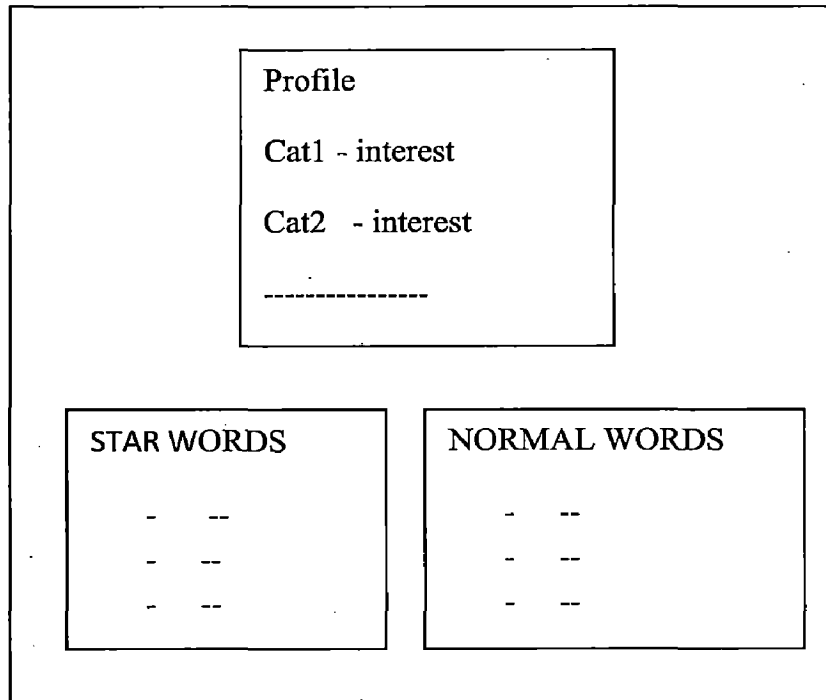 Profile
Cat1 - interest
Cat2 - interest
----------------
STAR WORDS
- --
- --
- --
NORMAL WORDS
- --
- --
- --